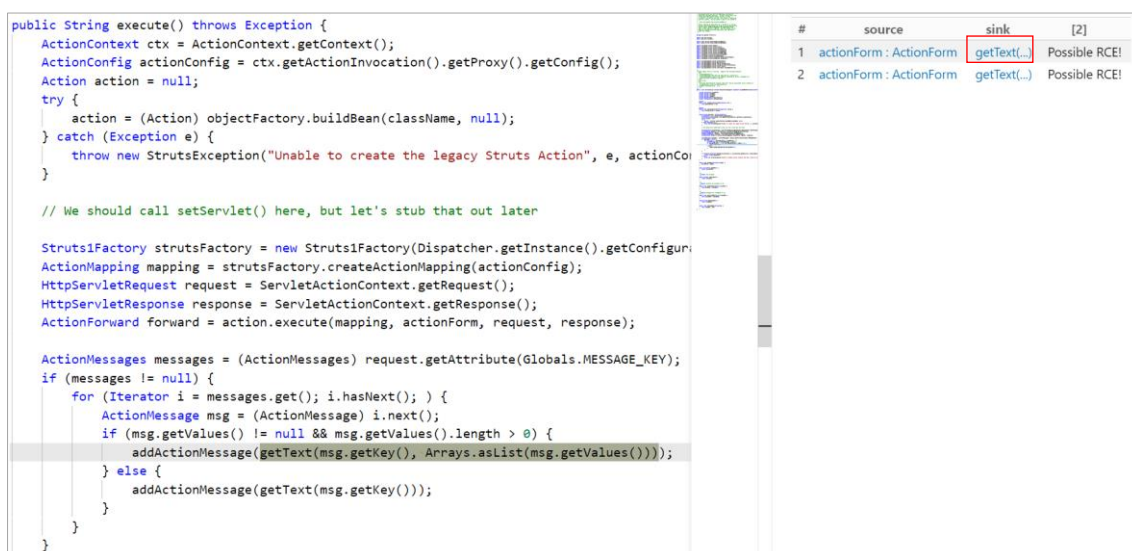 public String execute() throws Exception {
    ActionContext ctx = ActionContext.getContext();
    ActionConfig actionConfig = ctx.getActionInvocation().getProxy().getConfig();
    Action action = null;
    try {
        action = (Action) objectFactory.buildBean(className, null);
    } catch (Exception e) {
        throw new StrutsException("Unable to create the legacy Struts Action", e, actionCo
    }
    // We should call setServlet() here, but let's stub that out later
    Struts1Factory strutsFactory = new Struts1Factory(Dispatcher.getInstance().getConfigur
    ActionMapping mapping = strutsFactory.createActionMapping(actionConfig);
    HttpServletRequest request = ServletActionContext.getRequest();
    HttpServletResponse response = ServletActionContext.getResponse();
    ActionForward forward = action.execute(mapping, actionForm, request, response);
    ActionMessages messages = (ActionMessages) request.getAttribute(Globals.MESSAGE_KEY);
    if (messages != null) {
        for (Iterator i = messages.get(); i.hasNext(); ) {
            ActionMessage msg = (ActionMessage) i.next();
            if (msg.getValues() != null && msg.getValues().length > 0) {
                addActionMessage(getText(msg.getKey(), Arrays.asList(msg.getValues())));
            } else {
                addActionMessage(getText(msg.getKey()));
            }
        }
    }
# source sink [2]
1 actionForm : ActionForm getText(...) Possible RCE!
2 actionForm : ActionForm getText(...) Possible RCE!